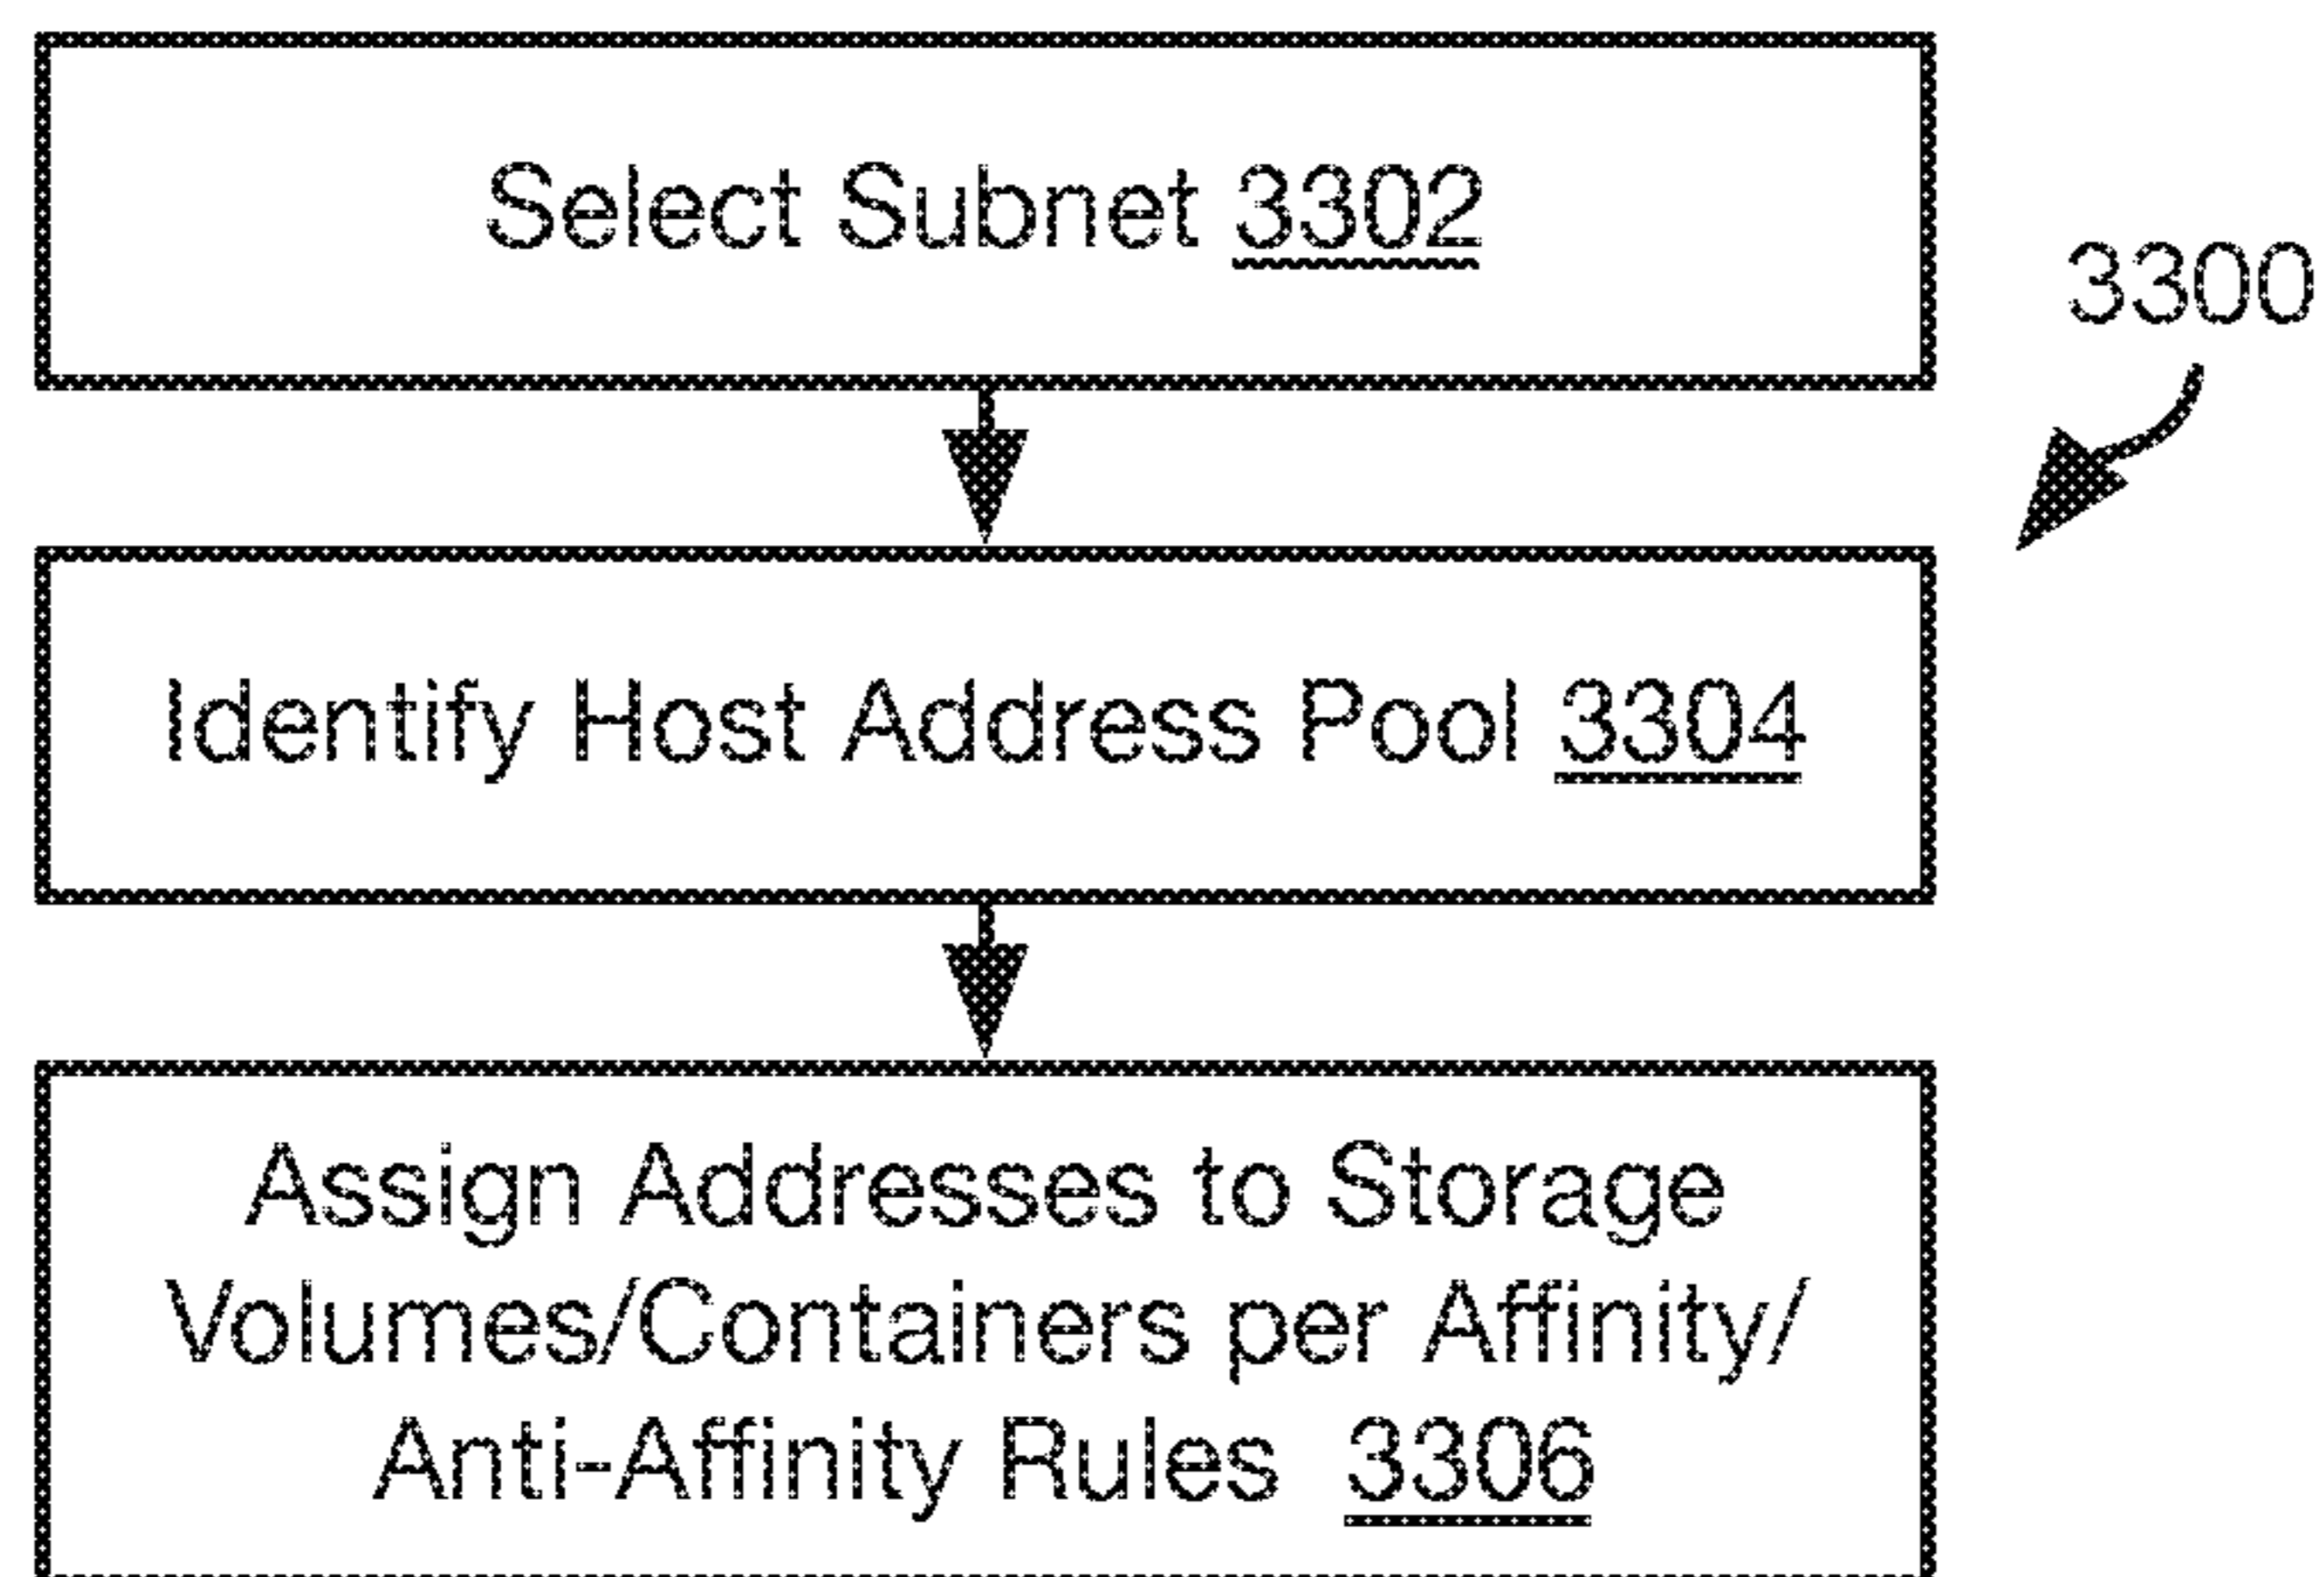 Select Subnet 3302
3300
Identify Host Address Pool 3304
Assign Addresses to Storage
Volumes/Containers per Affinity/
Anti-Affinity Rules 3306